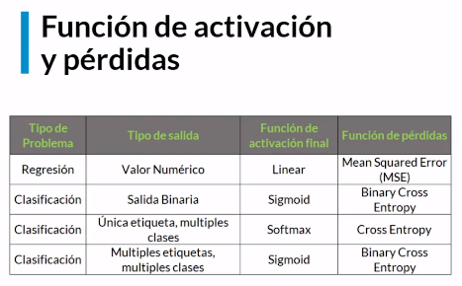 Función de activación
y pérdidas
Tipo de Problema Tipo de salida Función de activación final Función de pérdidas
Regresión Valor Numérico Linear Mean Squared Error (MSE)
Clasificación Salida Binaria Sigmoid Binary Cross Entropy
Clasificación Única etiqueta, multiples clases Softmax Cross Entropy
Clasificación Multiples etiquetas, multiples clases Sigmoid Binary Cross Entropy